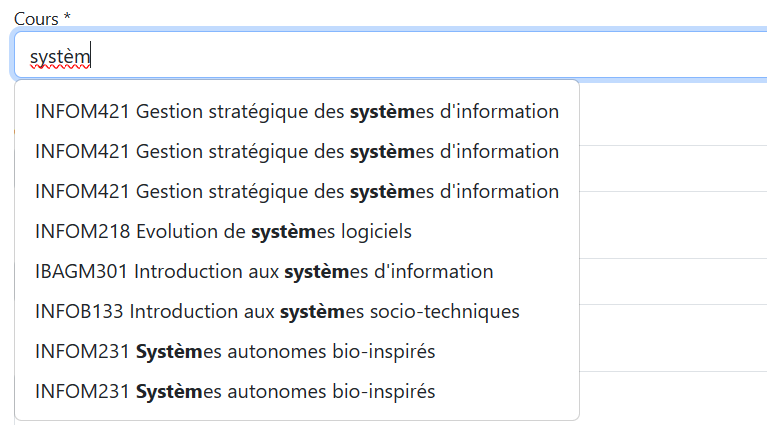 Cours *
systèm
INFOM421 Gestion stratégique des systèmes d'information
INFOM421 Gestion stratégique des systèmes d'information
INFOM421 Gestion stratégique des systèmes d'information
INFOM218 Evolution de systèmes logiciels
IBAGM301 Introduction aux systèmes d'information
INFOB133 Introduction aux systèmes socio-techniques
INFOM231 Systèmes autonomes bio-inspirés
INFOM231 Systèmes autonomes bio-inspirés